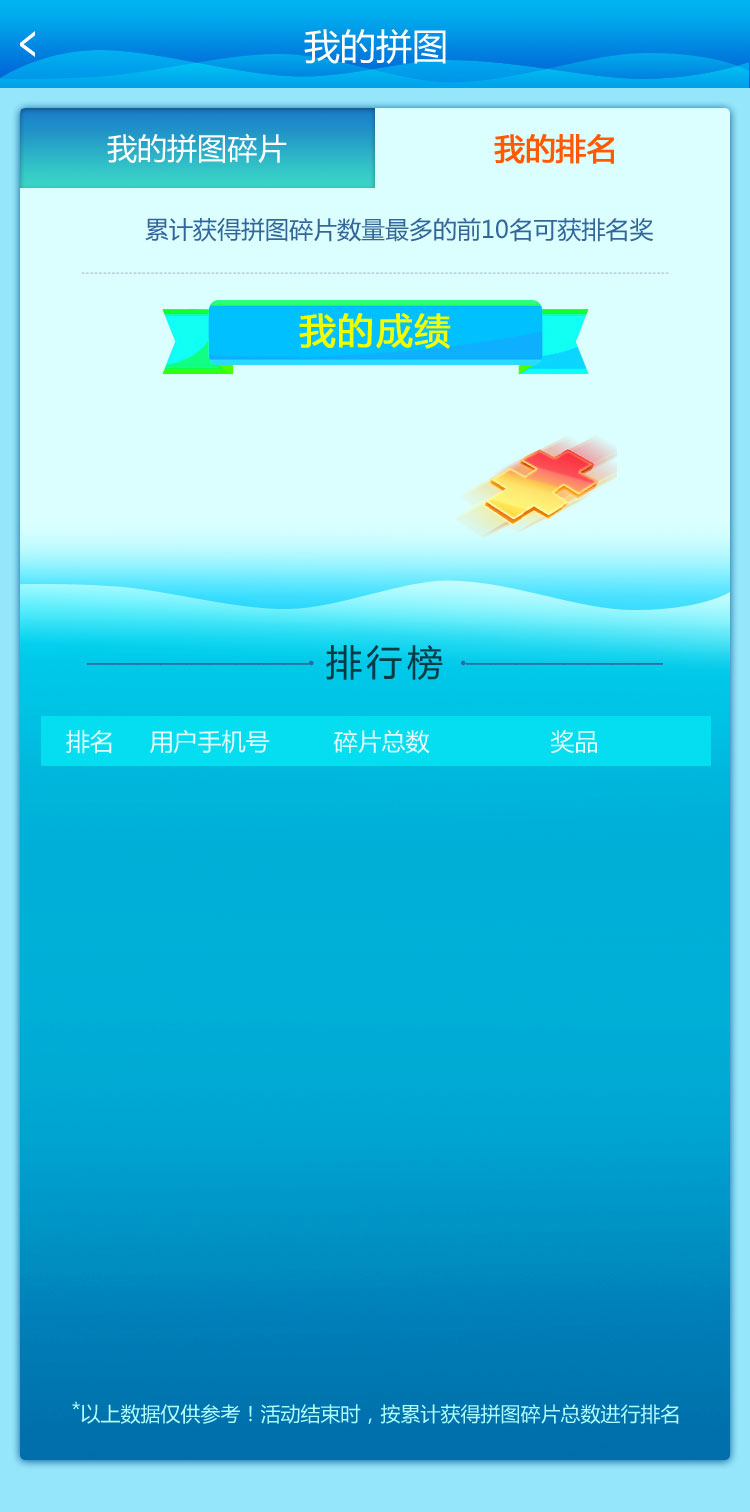 我的拼图
我的拼图碎片
我的排名
累计获得拼图碎片数量最多的前10名可获排名奖
我的成绩
排行榜
排名 用户手机号 碎片总数 奖品
*以上数据仅供参考！活动结束时，按累计获得拼图碎片总数进行排名